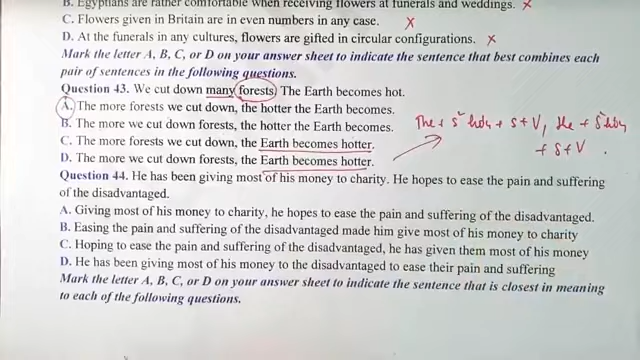 B. Egyptians are rather comfortable when receiving flowers at funerals and weddings. x
C. Flowers given in Britain are in even numbers in any case. x
D. At the funerals in any cultures, flowers are gifted in circular configurations. x
Mark the letter A, B, C, or D on your answer sheet to indicate the sentence that best combines each
pair of sentences in the following questions.
Question 43. We cut down many forests. The Earth becomes hot.
A. The more forests we cut down, the hotter the Earth becomes.
B. The more we cut down forests, the hotter the Earth becomes.
The + s² hơn + S + V, the + s² hơn
C. The more forests we cut down, the Earth becomes hotter.
+ S + V.
D. The more we cut down forests, the Earth becomes hotter.
Question 44. He has been giving most of his money to charity. He hopes to ease the pain and suffering
of the disadvantaged.
A. Giving most of his money to charity, he hopes to ease the pain and suffering of the disadvantaged.
B. Easing the pain and suffering of the disadvantaged made him give most of his money to charity
C. Hoping to ease the pain and suffering of the disadvantaged, he has given them most of his money
D. He has been giving most of his money to the disadvantaged to ease their pain and suffering
Mark the letter A, B, C, or D on your answer sheet to indicate the sentence that is closest in meaning
to each of the following questions.